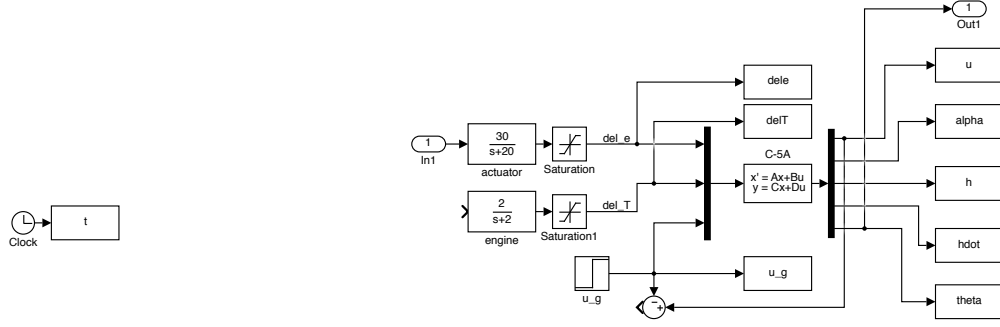 1
Out1
u
dele
delT
alpha
1
In1
30
s+20
actuator
Saturation
del_e
C-5A
x' = Ax+Bu
y = Cx+Du
h
2
s+2
engine
Saturation1
del_T
t
Clock
hdot
u_g
u_g
−
+
theta